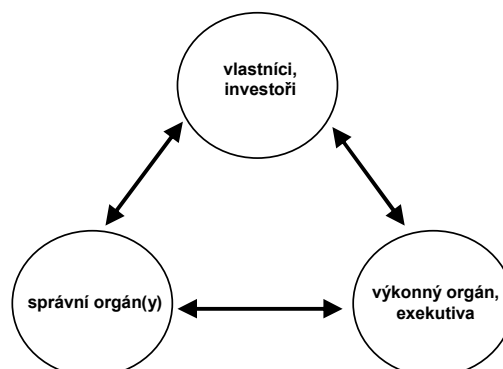 vlastníci,
investoři
správní orgán(y)
výkonný orgán,
exekutiva